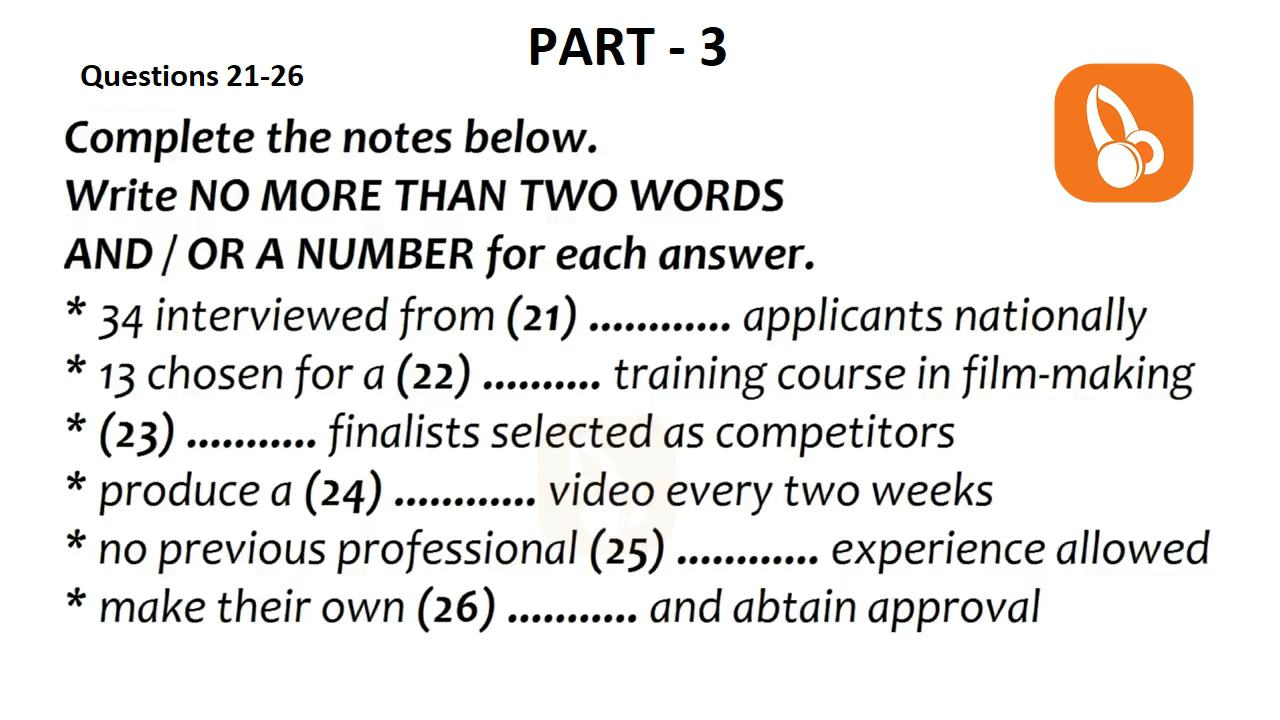 PART - 3
Questions 21-26
Complete the notes below.
Write NO MORE THAN TWO WORDS
AND / OR A NUMBER for each answer.
* 34 interviewed from (21) ............ applicants nationally
* 13 chosen for a (22) .......... training course in film-making
* (23) ........... finalists selected as competitors
* produce a (24) ............ video every two weeks
* no previous professional (25) ............ experience allowed
* make their own (26) ........... and abtain approval